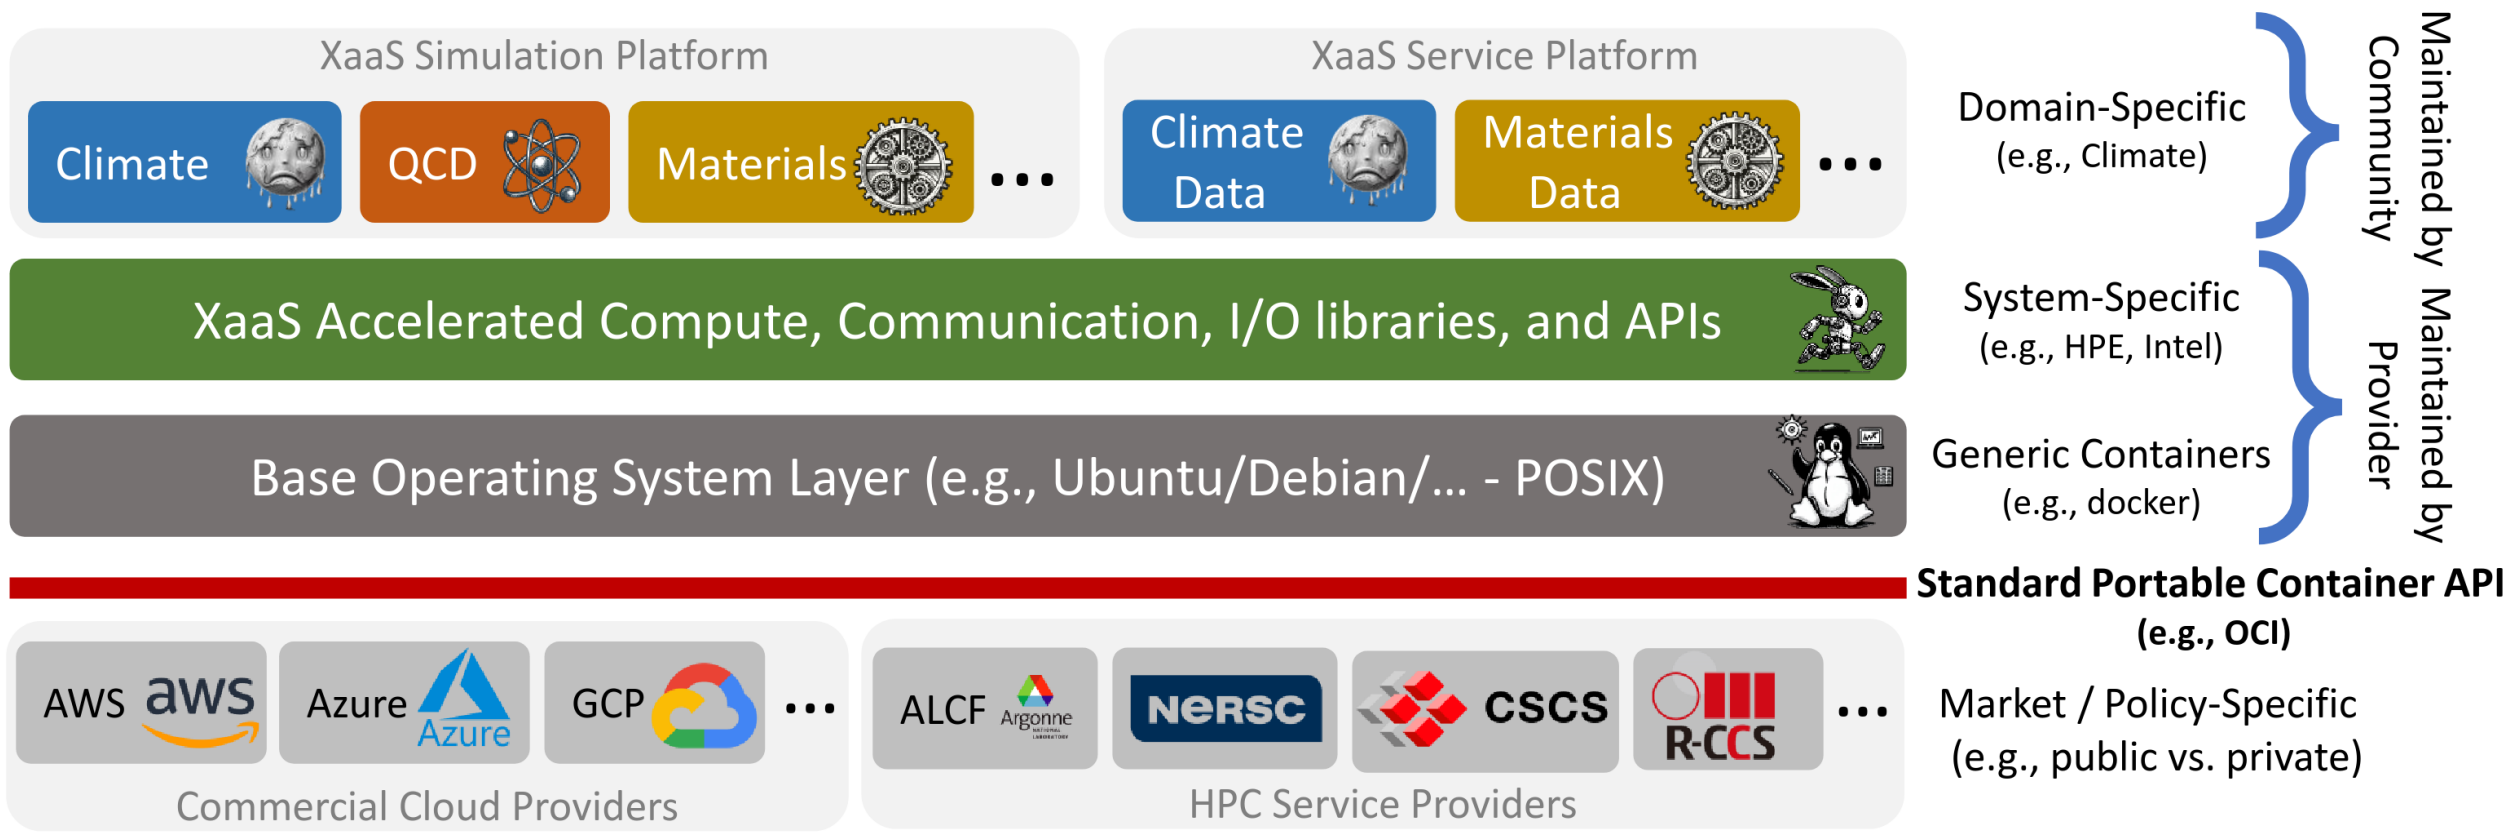 XaaS Simulation Platform
Climate
QCD
Materials
...
XaaS Service Platform
Climate
Data
Materials
Data
...
Domain-Specific
(e.g., Climate)
Maintained by
Community
XaaS Accelerated Compute, Communication, I/O libraries, and APIs
System-Specific
(e.g., HPE, Intel)
Base Operating System Layer (e.g., Ubuntu/Debian/... - POSIX)
Generic Containers
(e.g., docker)
Maintained by
Provider
Standard Portable Container API
(e.g., OCI)
AWS
aws
Azure
Azure
GCP
...
Commercial Cloud Providers
ALCF
Argonne
NATIONAL
LABORATORY
NERSC
CSCS
R-CCS
...
HPC Service Providers
Market / Policy-Specific
(e.g., public vs. private)